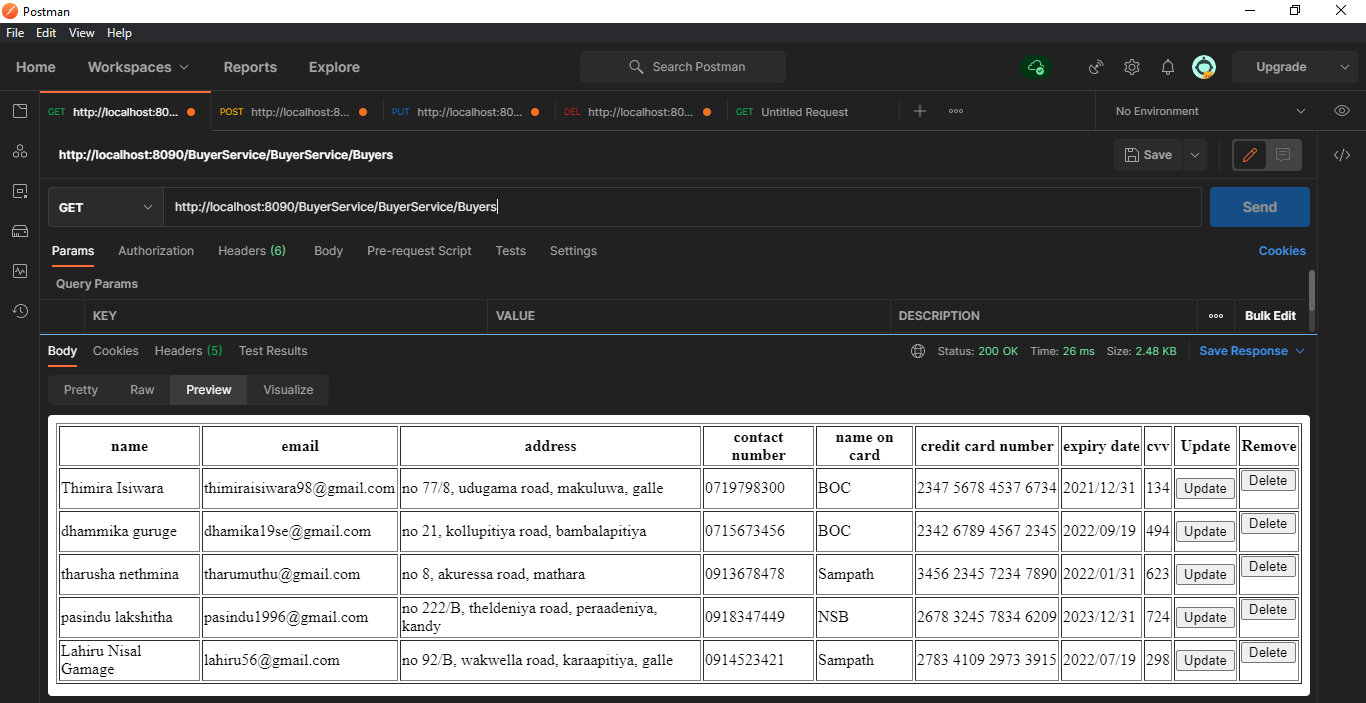 Postman
File Edit View Help
Home Workspaces Reports Explore Search Postman Upgrade
GET http://localhost:80... POST http://localhost:8... PUT http://localhost:80... DEL http://localhost:80... GET Untitled Request No Environment
http://localhost:8090/BuyerService/BuyerService/Buyers Save
GET http://localhost:8090/BuyerService/BuyerService/Buyers Send
Params Authorization Headers (6) Body Pre-request Script Tests Settings Cookies
Query Params
KEY VALUE DESCRIPTION Bulk Edit
Body Cookies Headers (5) Test Results Status: 200 OK Time: 26 ms Size: 2.48 KB Save Response
Pretty Raw Preview Visualize
name email address contact number name on card credit card number expiry date cvv Update Remove
Thimira Isiwara thimiraisiwara98@gmail.com no 77/8, udugama road, makuluwa, galle 0719798300 BOC 2347 5678 4537 6734 2021/12/31 134 Update Delete
dhammika guruge dhamika19se@gmail.com no 21, kollupitiya road, bambalapitiya 0715673456 BOC 2342 6789 4567 2345 2022/09/19 494 Update Delete
tharusha nethmina tharumuthu@gmail.com no 8, akuressa road, mathara 0913678478 Sampath 3456 2345 7234 7890 2022/01/31 623 Update Delete
pasindu lakshitha pasindu1996@gmail.com no 222/B, theldeniya road, peraadeniya, kandy 0918347449 NSB 2678 3245 7834 6209 2023/12/31 724 Update Delete
Lahiru Nisal Gamage lahiru56@gmail.com no 92/B, wakwella road, karaapitiya, galle 0914523421 Sampath 2783 4109 2973 3915 2022/07/19 298 Update Delete